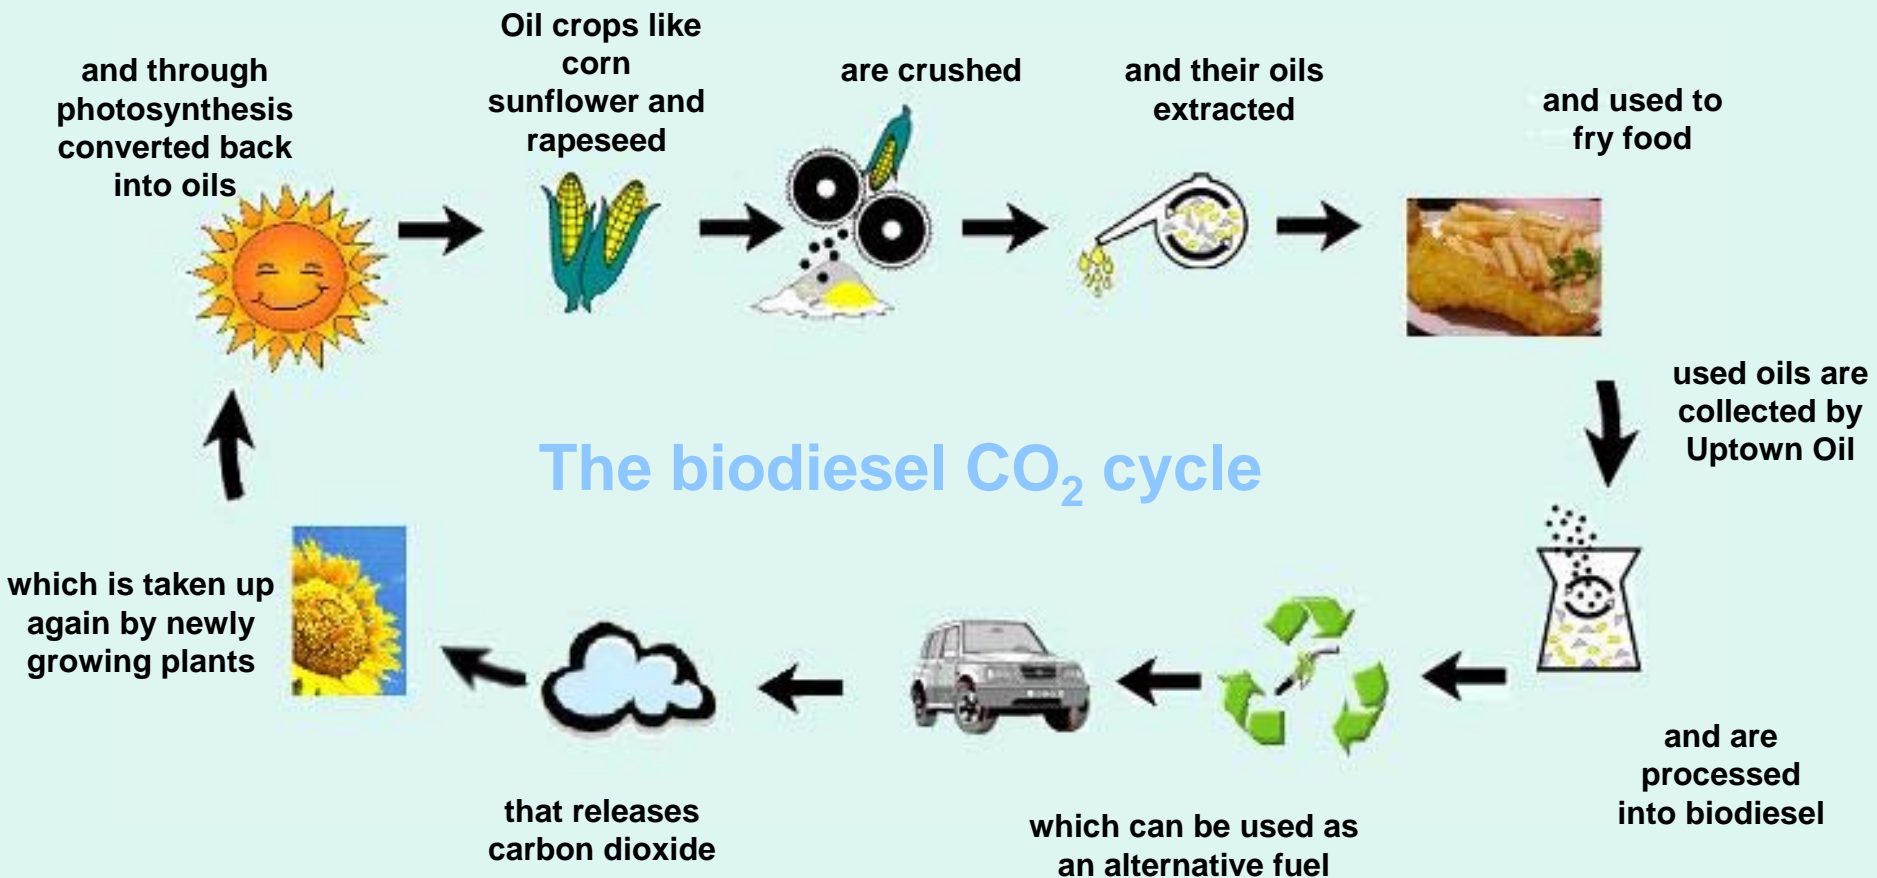 Oil crops like
corn
sunflower and
rapeseed
are crushed
and their oils
extracted
and used to
fry food
used oils are
collected by
Uptown Oil
and are
processed
into biodiesel
which can be used as
an alternative fuel
that releases
carbon dioxide
which is taken up
again by newly
growing plants
and through
photosynthesis
converted back
into oils
The biodiesel CO₂ cycle